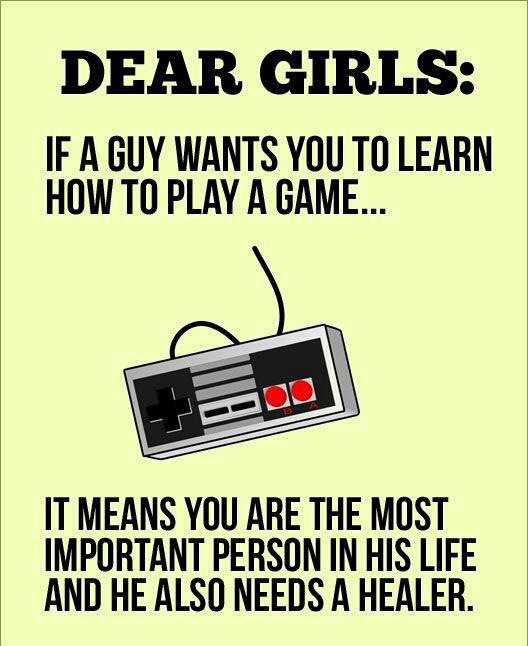 DEAR GIRLS:
IF A GUY WANTS YOU TO LEARN
HOW TO PLAY A GAME...
B A
IT MEANS YOU ARE THE MOST
IMPORTANT PERSON IN HIS LIFE
AND HE ALSO NEEDS A HEALER.